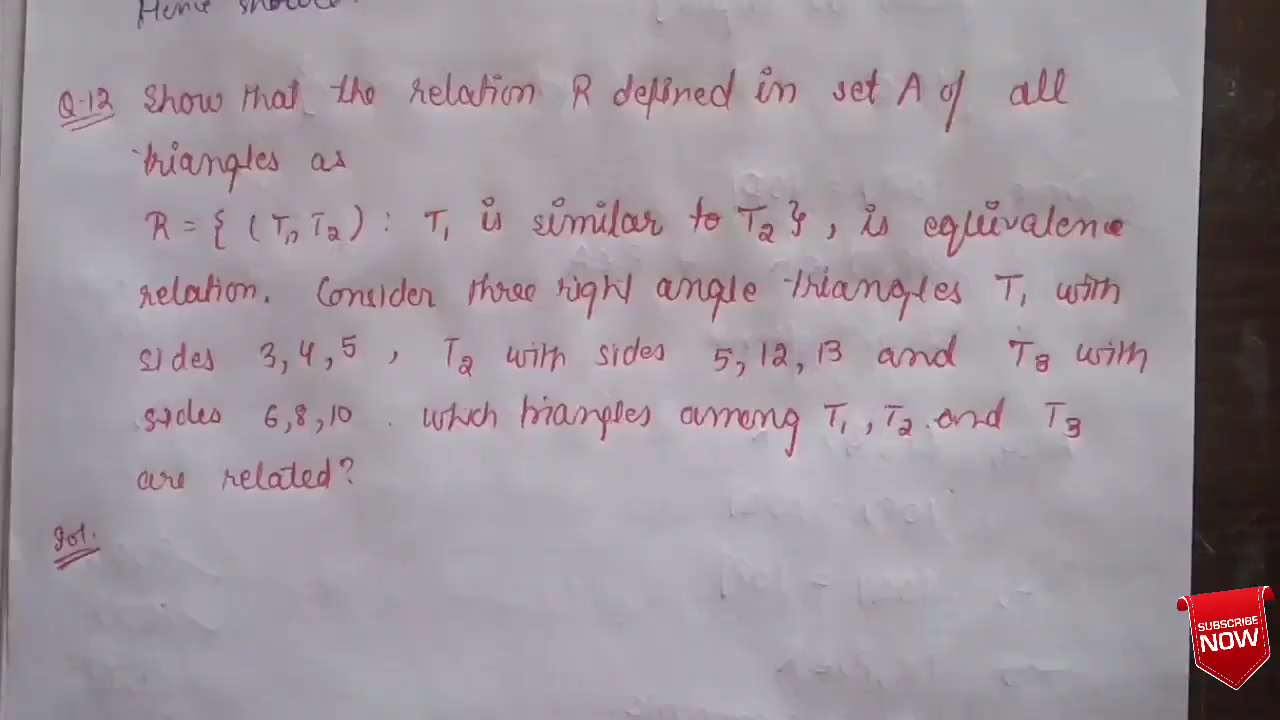 Hence showed.
Q.12 Show that the relation R defined in set A of all
triangles as
R = { (T1, T2) : T1 is similar to T2 }, is equivalence
relation. Consider three right angle triangles T1 with
sides 3, 4, 5 , T2 with sides 5, 12, 13 and T3 with
sides 6, 8, 10 . which triangles among T1, T2 and T3
are related?
Sol.
SUBSCRIBE
NOW